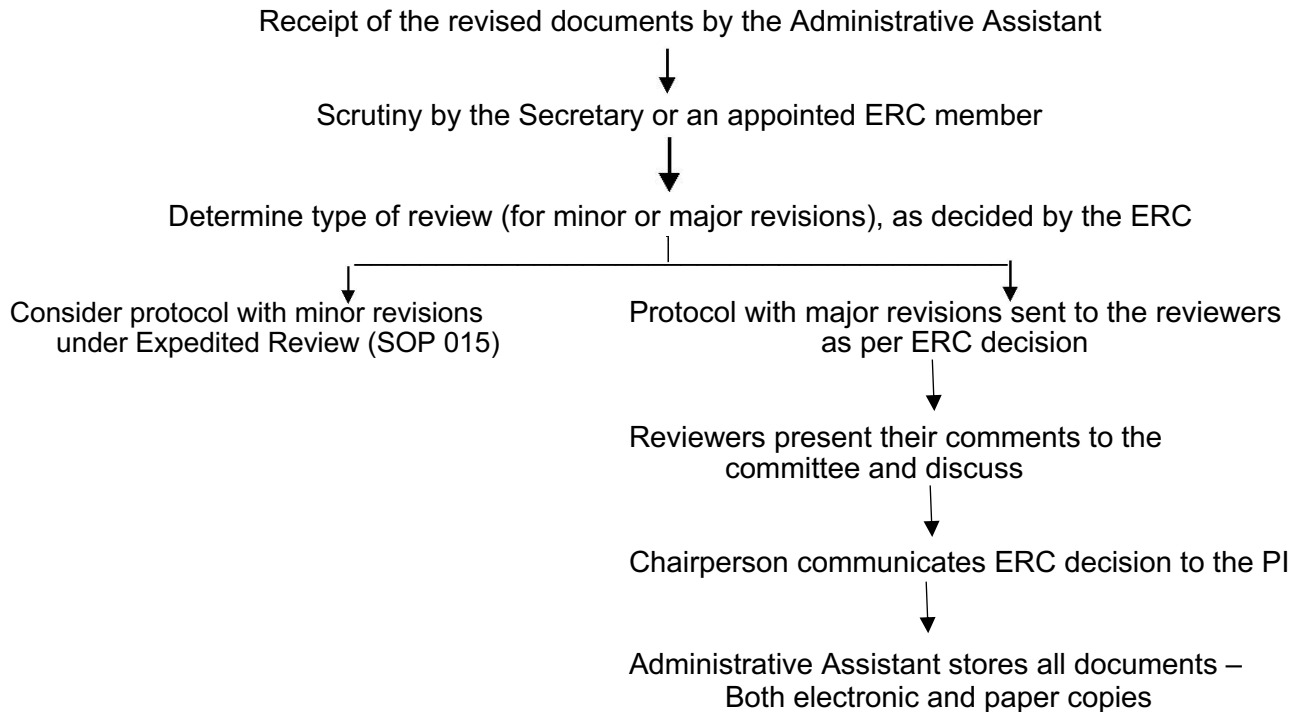 Receipt of the revised documents by the Administrative Assistant
Scrutiny by the Secretary or an appointed ERC member
Determine type of review (for minor or major revisions), as decided by the ERC
Consider protocol with minor revisions
under Expedited Review (SOP 015)
Protocol with major revisions sent to the reviewers
as per ERC decision
Reviewers present their comments to the
committee and discuss
Chairperson communicates ERC decision to the PI
Administrative Assistant stores all documents –
Both electronic and paper copies